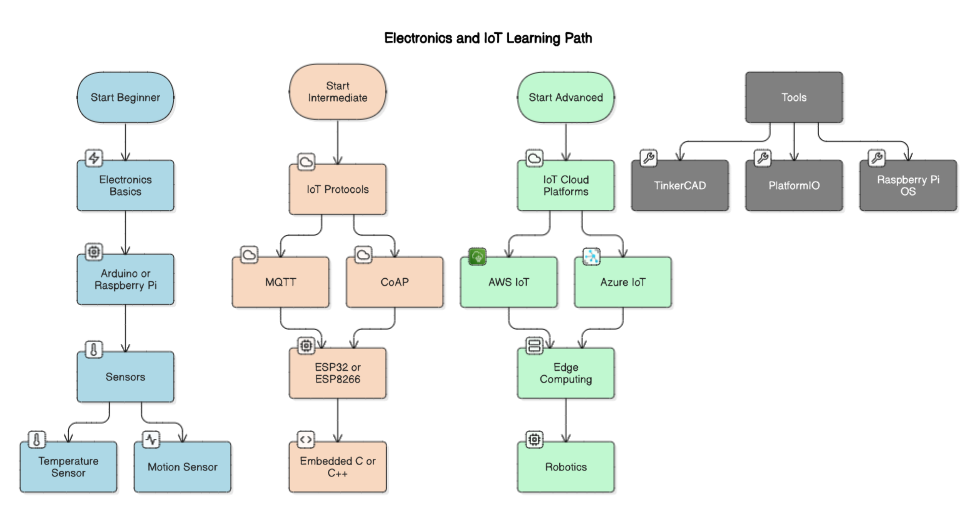 Electronics and IoT Learning Path
Start Beginner
Electronics
Basics
Arduino or
Raspberry Pi
Sensors
Temperature
Sensor
Motion Sensor
Start
Intermediate
IoT Protocols
MQTT
CoAP
ESP32 or
ESP8266
Embedded C or
C++
Start Advanced
IoT Cloud
Platforms
AWS IoT
Azure IoT
Edge
Computing
Robotics
Tools
TinkerCAD
PlatformIO
Raspberry Pi
OS